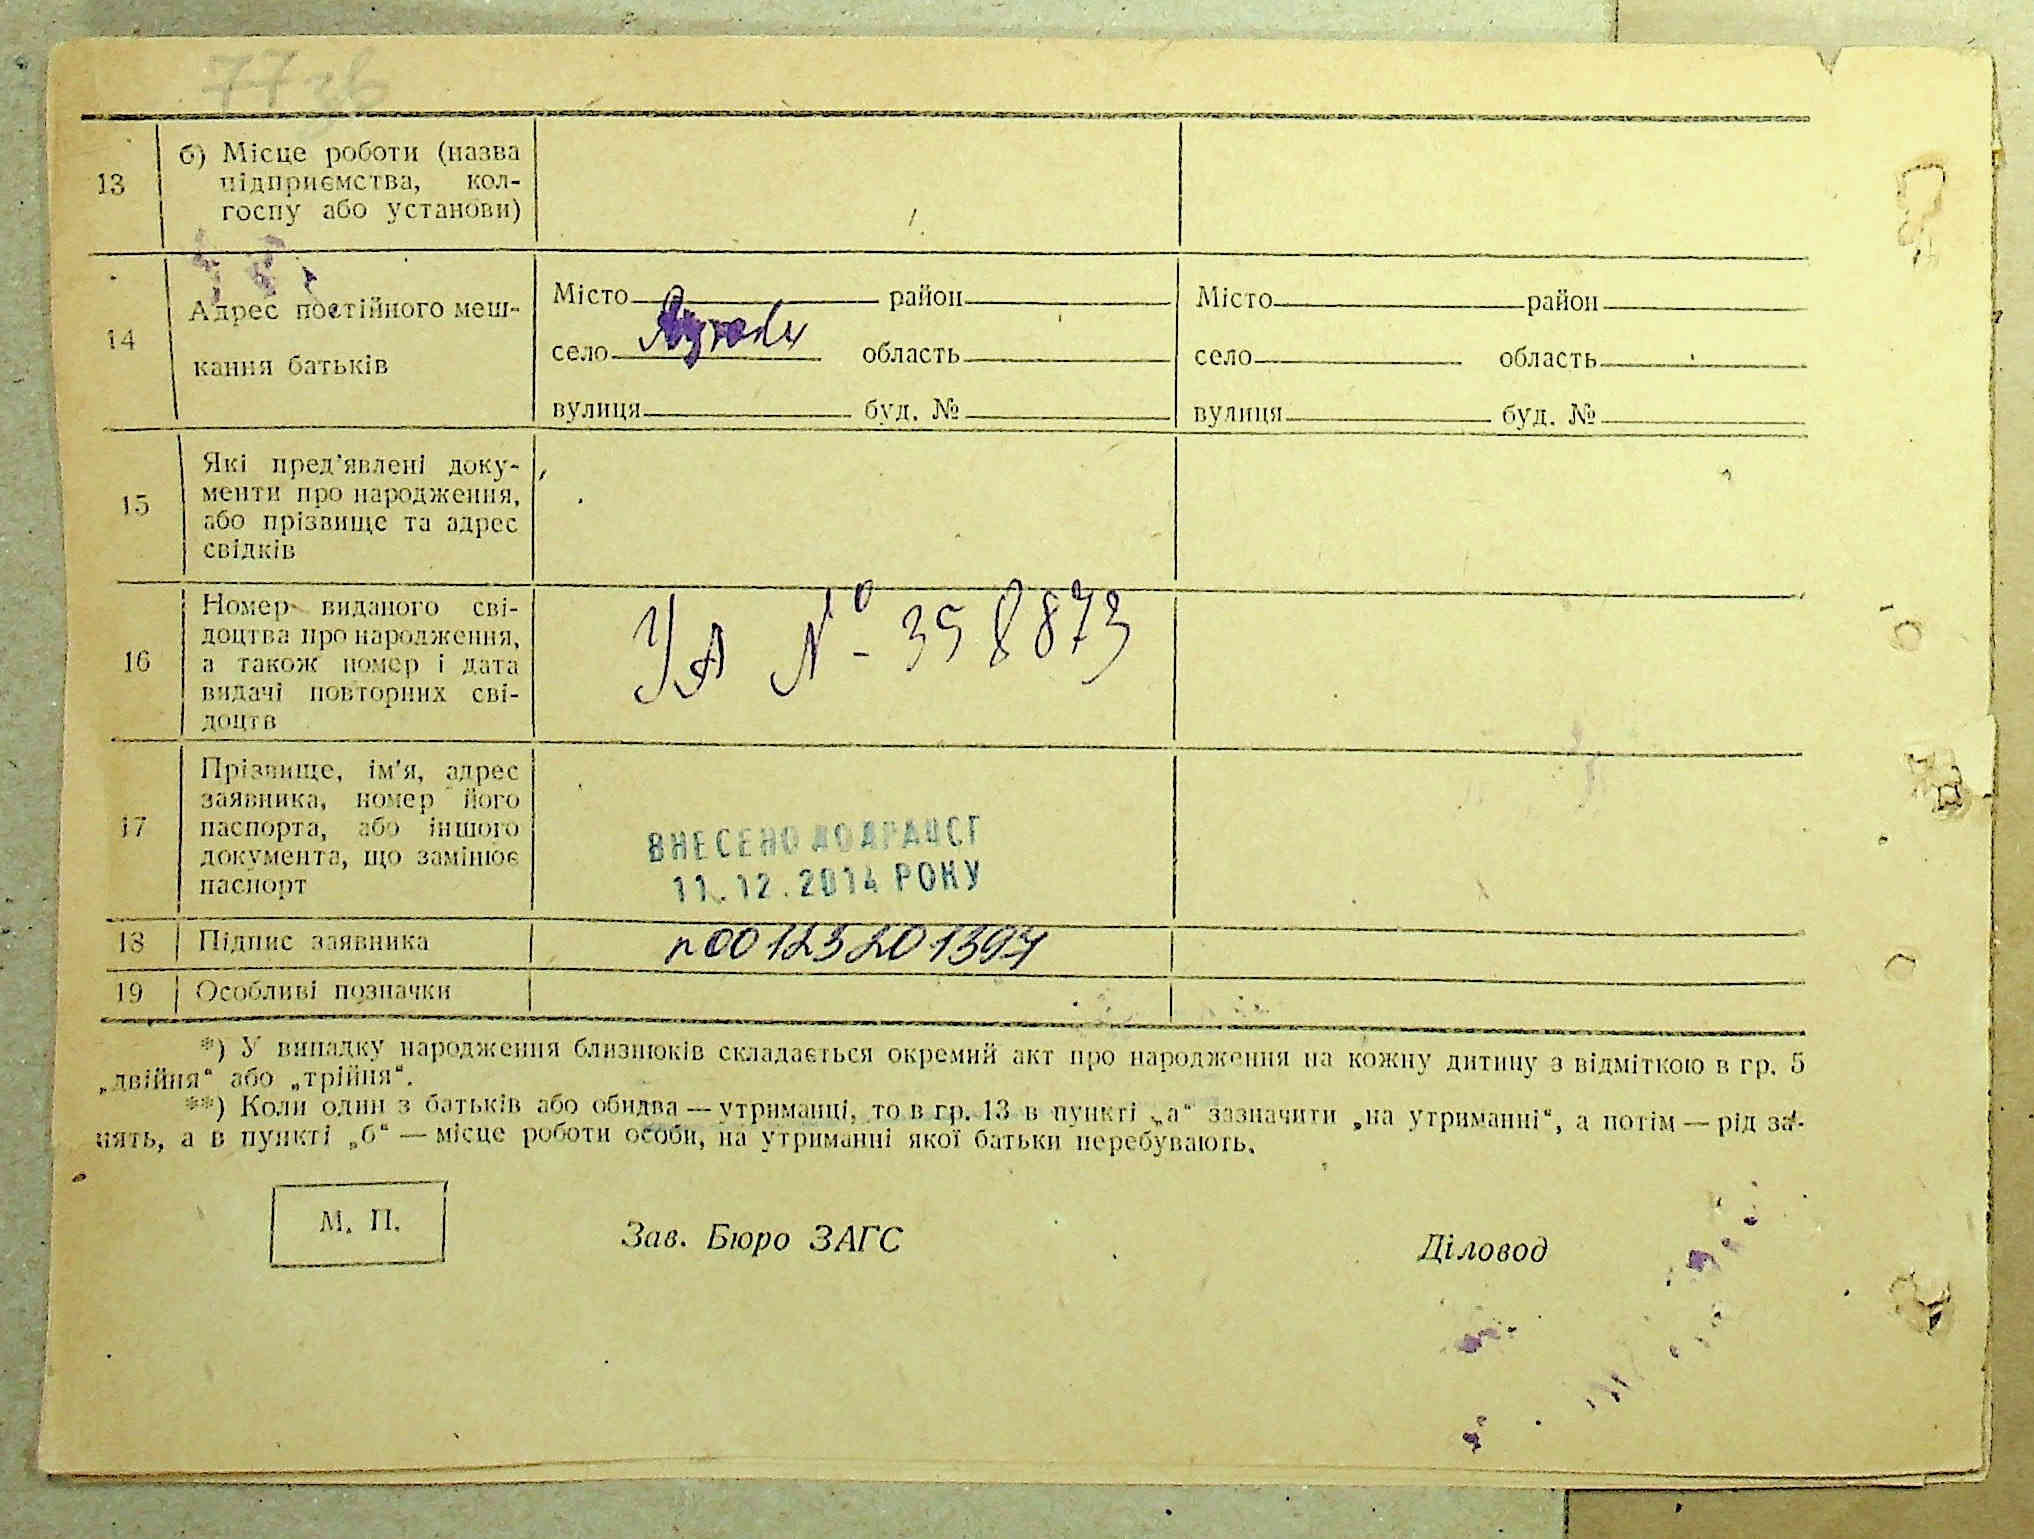 77зв
13
б) Місце роботи (назва
підприємства, кол-
госпу або установи)
14
Адрес постійного меш-
кання батьків
Місто район Місто район
село область село область
вулиця буд. № вулиця буд. №
15
Які пред'явлені доку-
менти про народження,
або прізвище та адрес
свідків
16
Номер виданого сві-
доцтва про народження,
а також номер і дата
видачі повторних сві-
доцтв
УА № 358873
17
Прізвище, ім'я, адрес
заявника, номер його
паспорта, або іншого
документа, що замінює
паспорт
ВНЕСЕНО ДО ДРАЦСГ
11.12.2014 РОКУ
18 Підпис заявника
19 Особливі позначки
*) У випадку народження близнюків складається окремий акт про народження на кожну дитину з відміткою в гр. 5
„двійня“ або „трійня“.
**) Коли один з батьків або обидва — утриманці, то в гр. 13 в пункті „а“ зазначити „на утриманні“, а потім — рід за-
нять, а в пункті „б“ — місце роботи особи, на утриманні якої батьки перебувають.
М. П.
Зав. Бюро ЗАГС Діловод